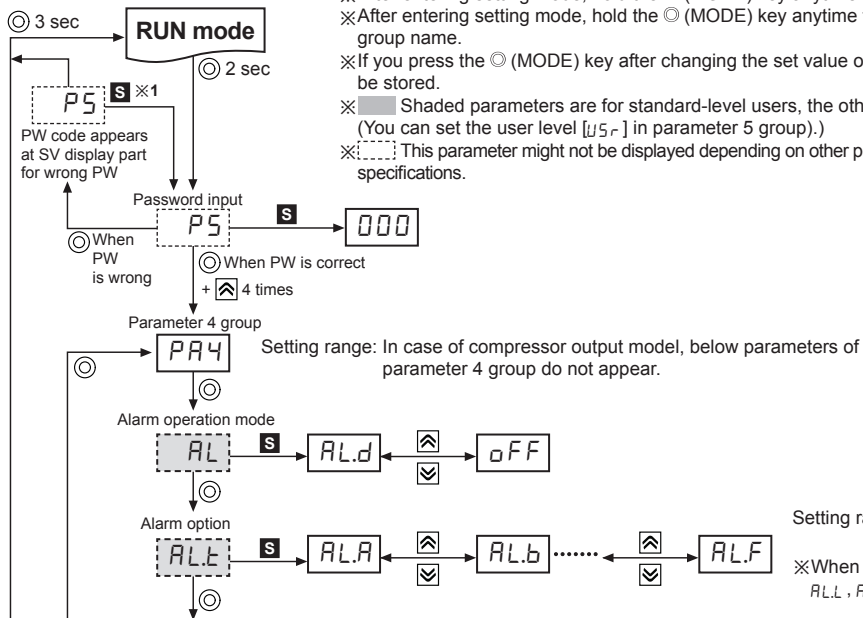 ◎ 3 sec
RUN mode
◎ 2 sec
※After entering setting mode, hold the ◎ (MODE) key anytime
group name.
※If you press the ◎ (MODE) key after changing the set value o
be stored.
※ Shaded parameters are for standard-level users, the oth
(You can set the user level [USr] in parameter 5 group).)
※ This parameter might not be displayed depending on other p
specifications.
PS S ※1
PW code appears
at SV display part
for wrong PW
Password input
PS S 000
◎When
PW
is wrong
◎When PW is correct
+ 4 times
Parameter 4 group
PA4
◎
Setting range: In case of compressor output model, below parameters of
parameter 4 group do not appear.
◎
Alarm operation mode
AL S AL.d oFF
◎
Alarm option
Setting r
AL.t S AL.A AL.b ······· AL.F
※When
AL.L , A
◎